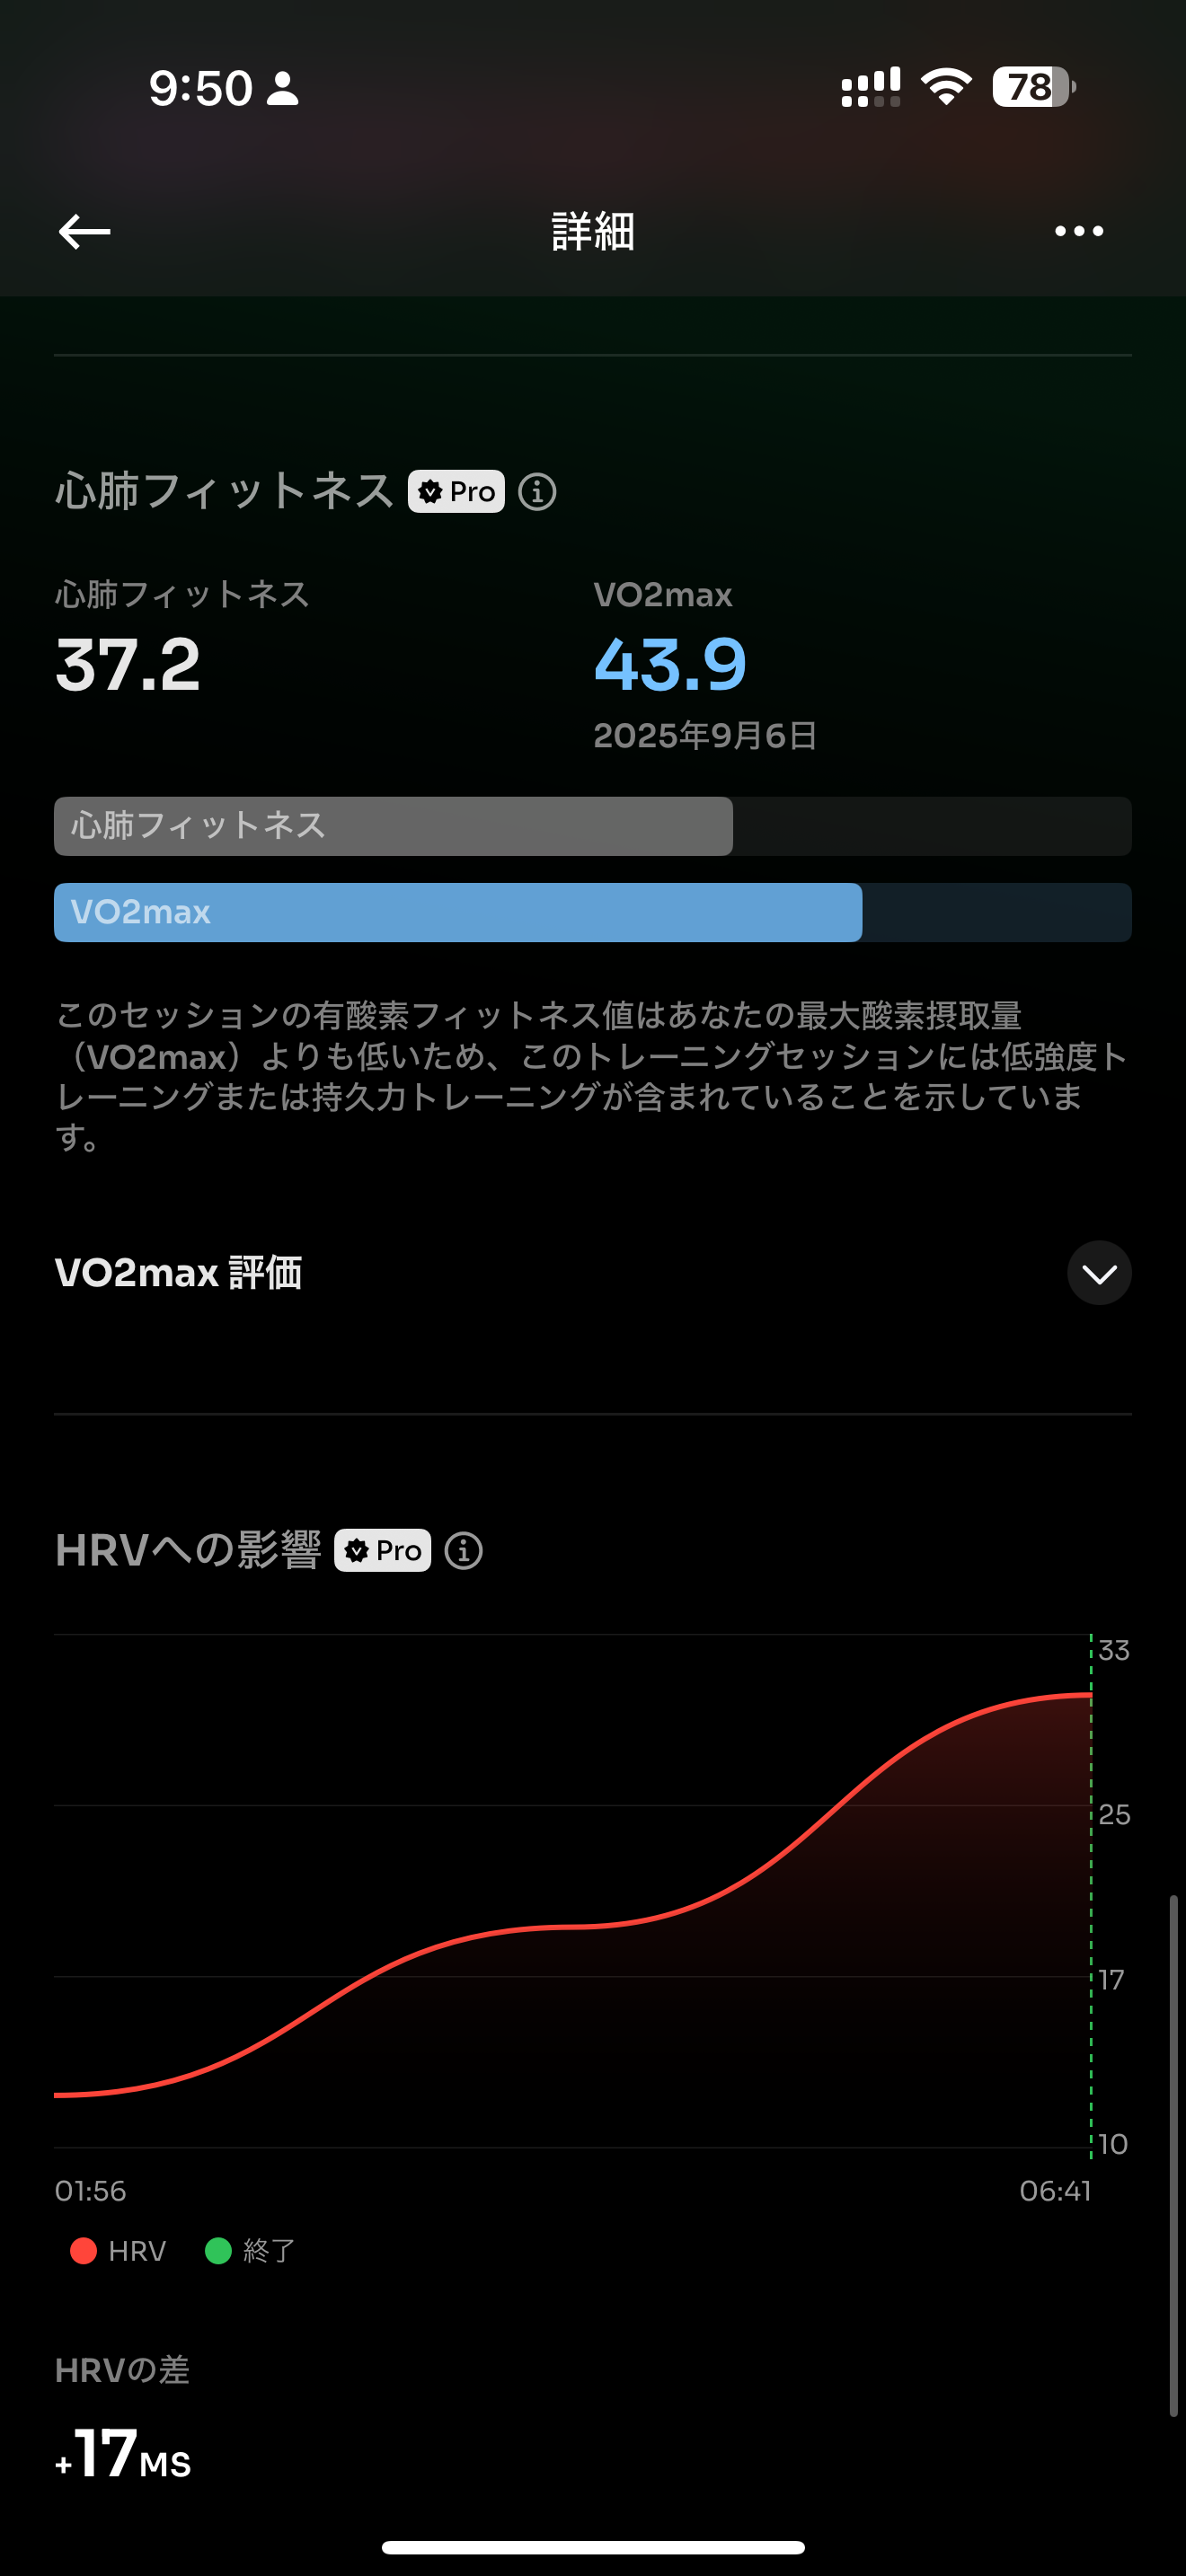 9:50
78
詳細
心肺フィットネス Pro
心肺フィットネス
37.2
VO2max
43.9
2025年9月6日
心肺フィットネス
VO2max
このセッションの有酸素フィットネス値はあなたの最大酸素摂取量
（VO2max）よりも低いため、このトレーニングセッションには低強度ト
レーニングまたは持久力トレーニングが含まれていることを示していま
す。
VO2max 評価
HRVへの影響 Pro
33
25
17
10
01:56
06:41
HRV
終了
HRVの差
+17MS